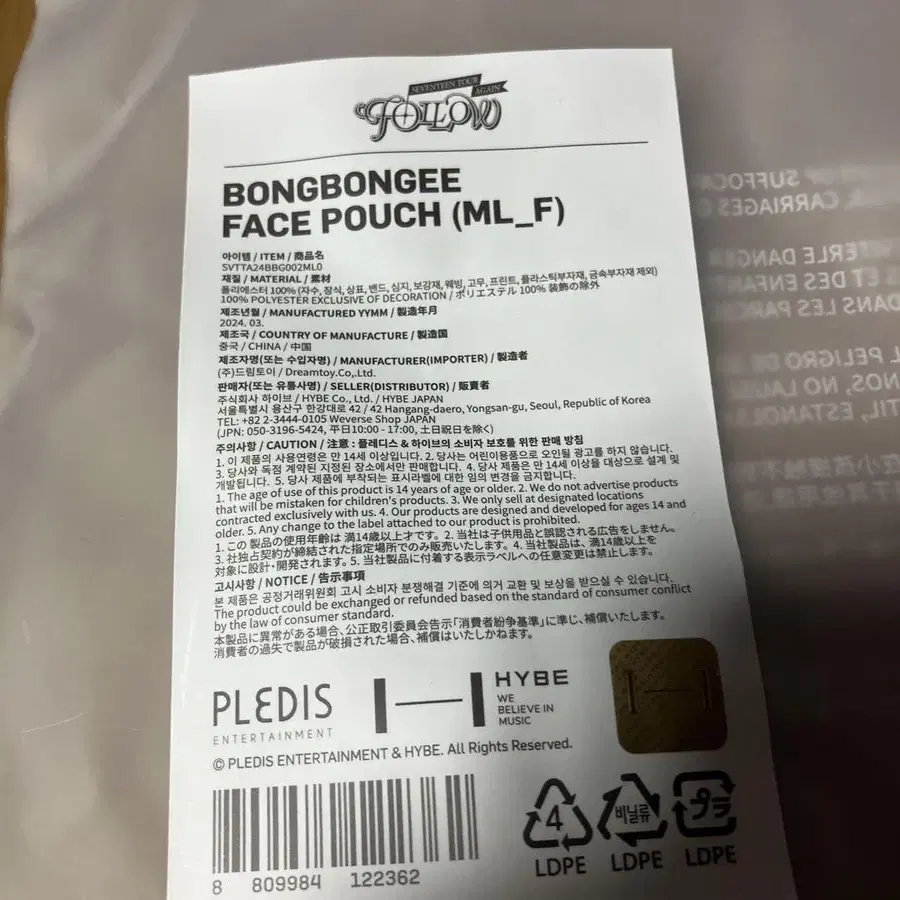 SEVENTEEN TOUR
AGAIN
FOLLOW
BONGBONGEE
FACE POUCH (ML_F)
아이템 / ITEM / 商品名
SVTTA24BBG002ML0
재질 / MATERIAL / 素材
폴리에스터 100% (자수, 장식, 상표, 밴드, 심지, 보강재, 웨빙, 고무, 프린트, 플라스틱부자재, 금속부자재 제외)
100% POLYESTER EXCLUSIVE OF DECORATION / ポリエステル 100% 装飾の除外
제조년월 / MANUFACTURED YYMM / 製造年月
2024. 03.
제조국 / COUNTRY OF MANUFACTURE / 製造国
중국 / CHINA / 中国
제조자명(또는 수입자명) / MANUFACTURER(IMPORTER) / 製造者
(주)드림토이 / Dreamtoy.Co,.Ltd.
판매자(또는 유통사명) / SELLER(DISTRIBUTOR) / 販賣者
주식회사 하이브 / HYBE Co., Ltd. / HYBE JAPAN
서울특별시 용산구 한강대로 42 / 42 Hangang-daero, Yongsan-gu, Seoul, Republic of Korea
TEL: +82 2-3444-0105 Weverse Shop JAPAN
(JPN: 050-3196-5424, 平日10:00 - 17:00, 土日祝日を除く)
주의사항 / CAUTION / 注意 : 플레디스 & 하이브의 소비자 보호를 위한 판매 방침
1. 이 제품의 사용연령은 만 14세 이상입니다. 2. 당사는 어린이용품으로 오인될 광고를 하지 않습니다.
3. 당사와 독점 계약된 지정된 장소에서만 판매합니다. 4. 당사 제품은 만 14세 이상을 대상으로 설계 및
개발됩니다. 5. 당사 제품에 부착되는 표시라벨에 대한 임의 변경을 금지합니다.
1. The age of use of this product is 14 years of age or older. 2. We do not advertise products
that will be mistaken for children's products. 3. We only sell at designated locations
contracted exclusively with us. 4. Our products are designed and developed for ages 14 and
older. 5. Any change to the label attached to our product is prohibited.
1. この 製品の使用年齢は 満14歳以上才です。2. 当社は子供用品と誤認される広告をしません。
3. 社独占契約が締結された指定場所でのみ販売いたします。4. 当社製品は、満14歳以上を
対象に設計・開発されます。5. 当社製品に付着する表示ラベルへの任意変更は禁止します。
고시사항 / NOTICE / 告示事項
본 제품은 공정거래위원회 고시 소비자 분쟁해결 기준에 의거 교환 및 보상을 받으실 수 있습니다.
The product could be exchanged or refunded based on the standard of consumer conflict
by the law of consumer standard.
本製品に異常がある場合、公正取引委員会告示「消費者紛争基準」に準じ、補償いたします。
消費者の過失で製品が破損された場合、補償はいたしかねます。
PLEDIS
ENTERTAINMENT
HYBE
WE
BELIEVE IN
MUSIC
© PLEDIS ENTERTAINMENT & HYBE. All Rights Reserved.
8 809984 122362
4
LDPE
비닐류
LDPE
プラ
LDPE